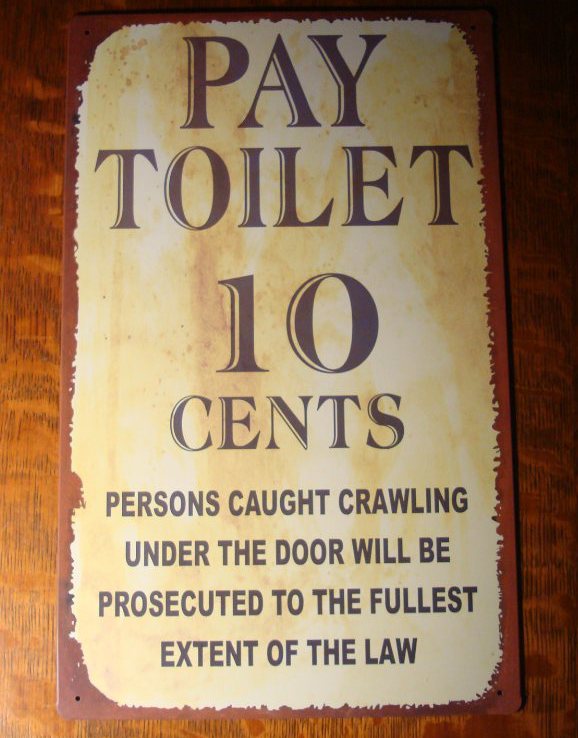 PAY
TOILET
10
CENTS
PERSONS CAUGHT CRAWLING
UNDER THE DOOR WILL BE
PROSECUTED TO THE FULLEST
EXTENT OF THE LAW